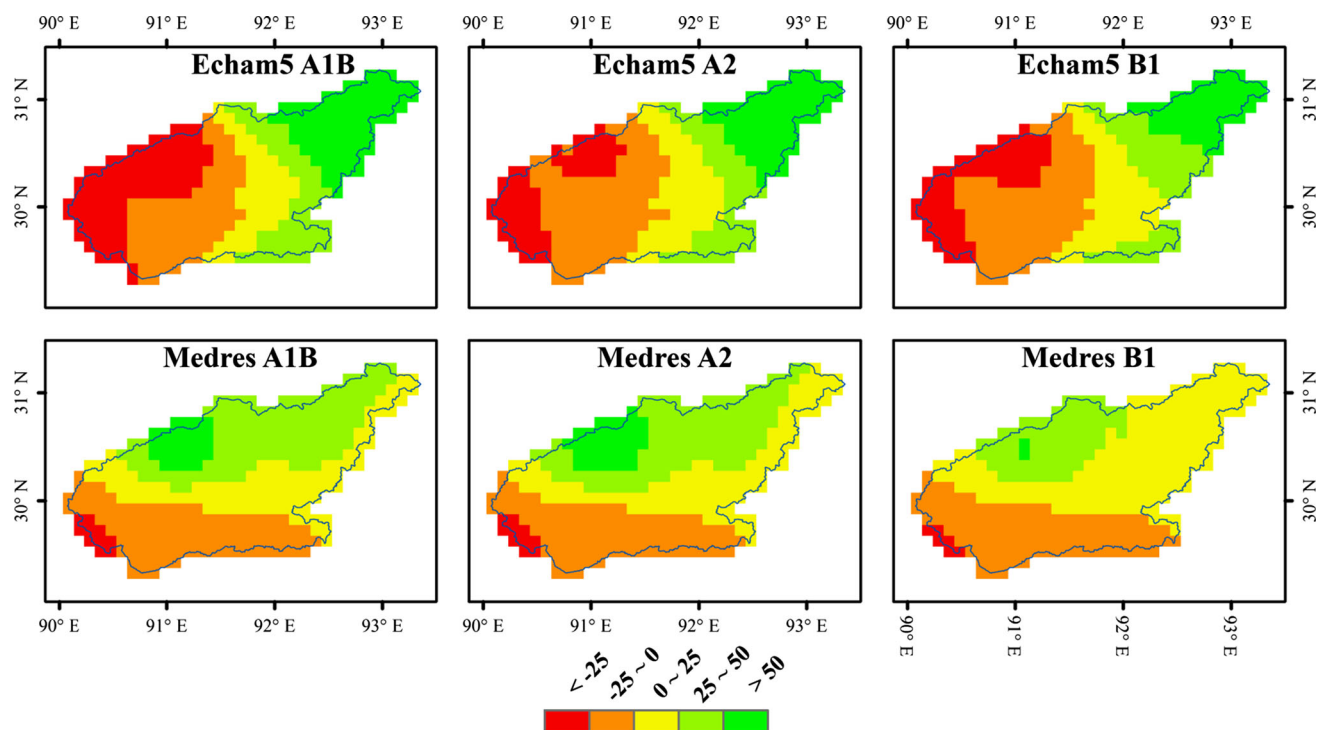 90° E 91° E 92° E 93° E 90° E 91° E 92° E 93° E 90° E 91° E 92° E 93° E
Echam5 A1B Echam5 A2 Echam5 B1
31° N 31° N
30° N 30° N
Medres A1B Medres A2 Medres B1
31° N 31° N
30° N 30° N
90° E 91° E 92° E 93° E 90° E 91° E 92° E 93° E 90° E 91° E 92° E 93° E
< -25 -25 ~ 0 0 ~ 25 25 ~ 50 > 50